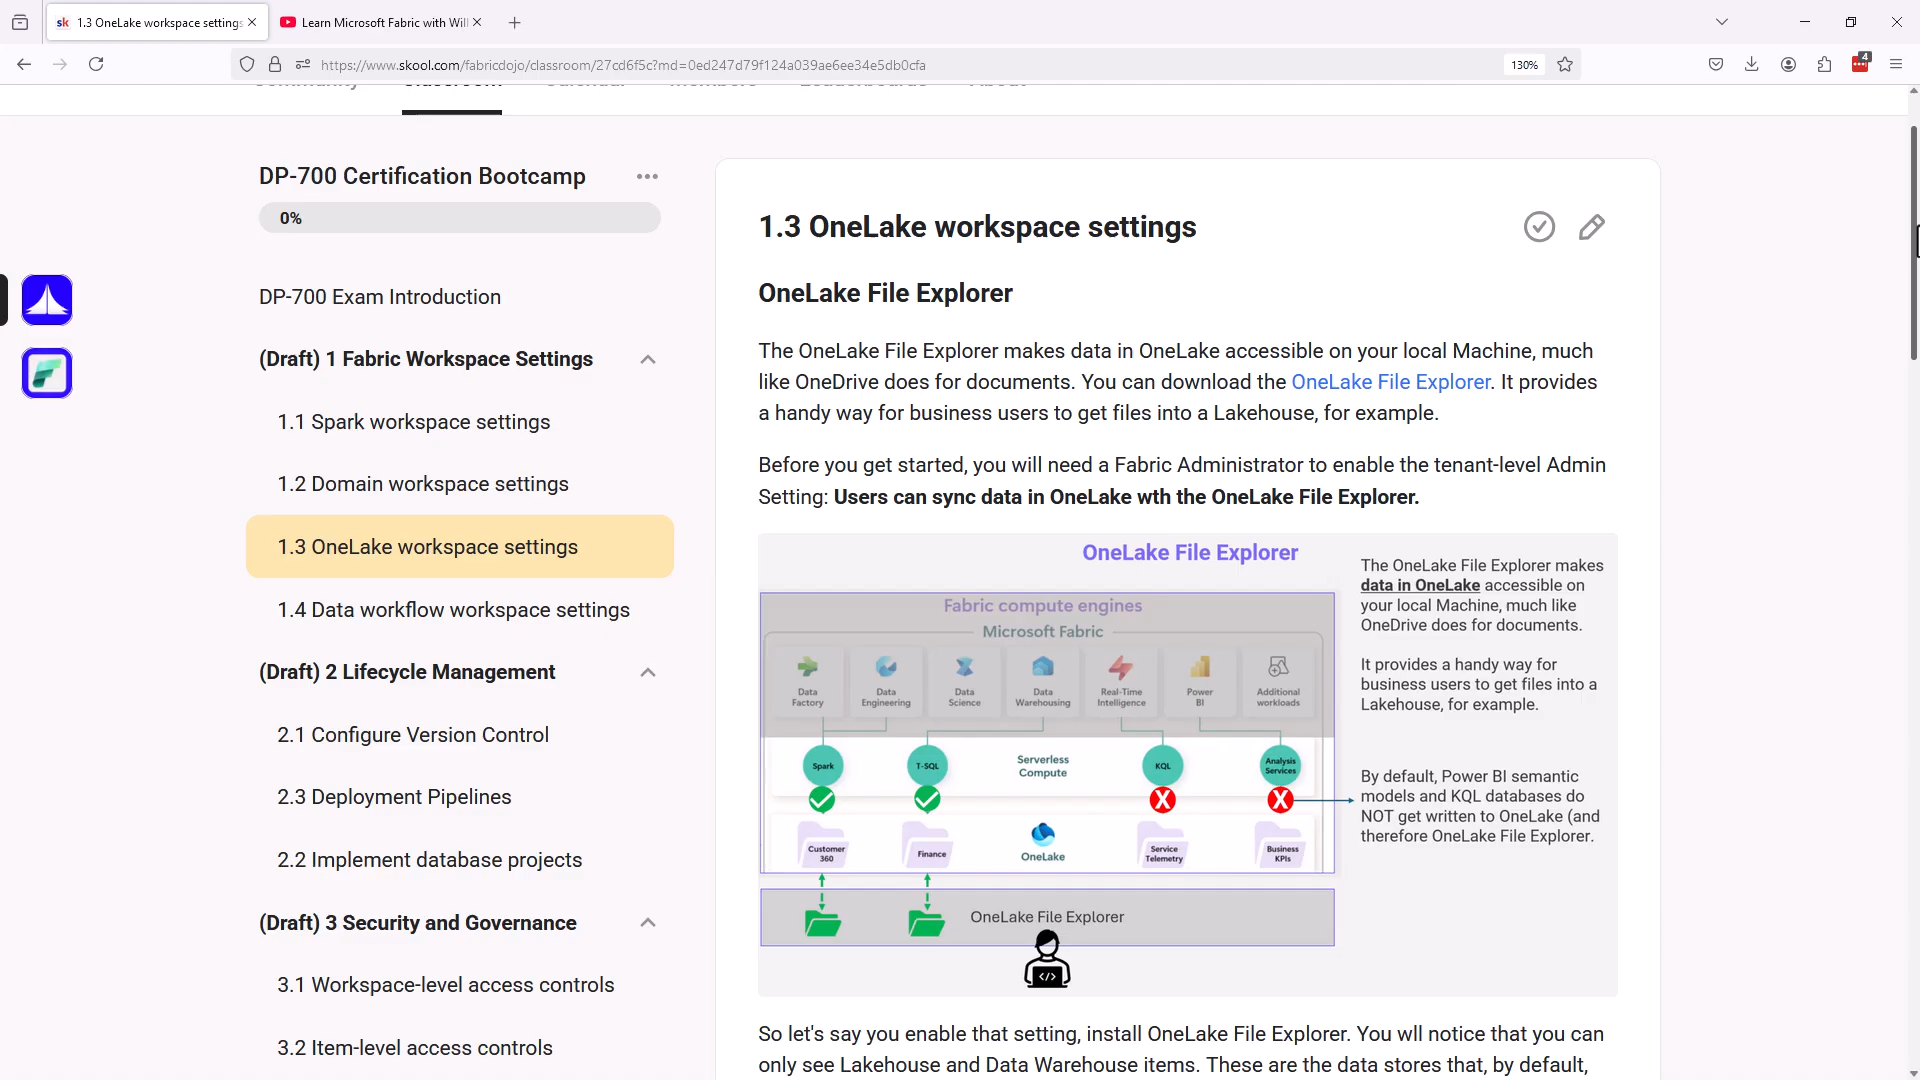 1.3 OneLake workspace settings
Learn Microsoft Fabric with Will
https://www.skool.com/fabricdojo/classroom/27cd6f5c?md=0ed247d79f124a039ae6ee34e5db0cfa
130%
4
Community
Classroom
Calendar
Members
Leaderboards
About
DP-700 Certification Bootcamp
0%
DP-700 Exam Introduction
(Draft) 1 Fabric Workspace Settings
1.1 Spark workspace settings
1.2 Domain workspace settings
1.3 OneLake workspace settings
1.4 Data workflow workspace settings
(Draft) 2 Lifecycle Management
2.1 Configure Version Control
2.3 Deployment Pipelines
2.2 Implement database projects
(Draft) 3 Security and Governance
3.1 Workspace-level access controls
3.2 Item-level access controls
1.3 OneLake workspace settings
OneLake File Explorer
The OneLake File Explorer makes data in OneLake accessible on your local Machine, much
like OneDrive does for documents. You can download the OneLake File Explorer. It provides
a handy way for business users to get files into a Lakehouse, for example.
Before you get started, you will need a Fabric Administrator to enable the tenant-level Admin
Setting: Users can sync data in OneLake wth the OneLake File Explorer.
OneLake File Explorer
Fabric compute engines
Microsoft Fabric
Data
Factory
Data
Engineering
Data
Science
Data
Warehousing
Real-Time
Intelligence
Power
BI
Additional
workloads
Spark
T-SQL
Serverless
Compute
KQL
Analysis
Services
Customer
360
Finance
OneLake
Service
Telemetry
Business
KPIs
OneLake File Explorer
The OneLake File Explorer makes
data in OneLake accessible on
your local Machine, much like
OneDrive does for documents.
It provides a handy way for
business users to get files into a
Lakehouse, for example.
By default, Power BI semantic
models and KQL databases do
NOT get written to OneLake (and
therefore OneLake File Explorer.
So let's say you enable that setting, install OneLake File Explorer. You wll notice that you can
only see Lakehouse and Data Warehouse items. These are the data stores that, by default,